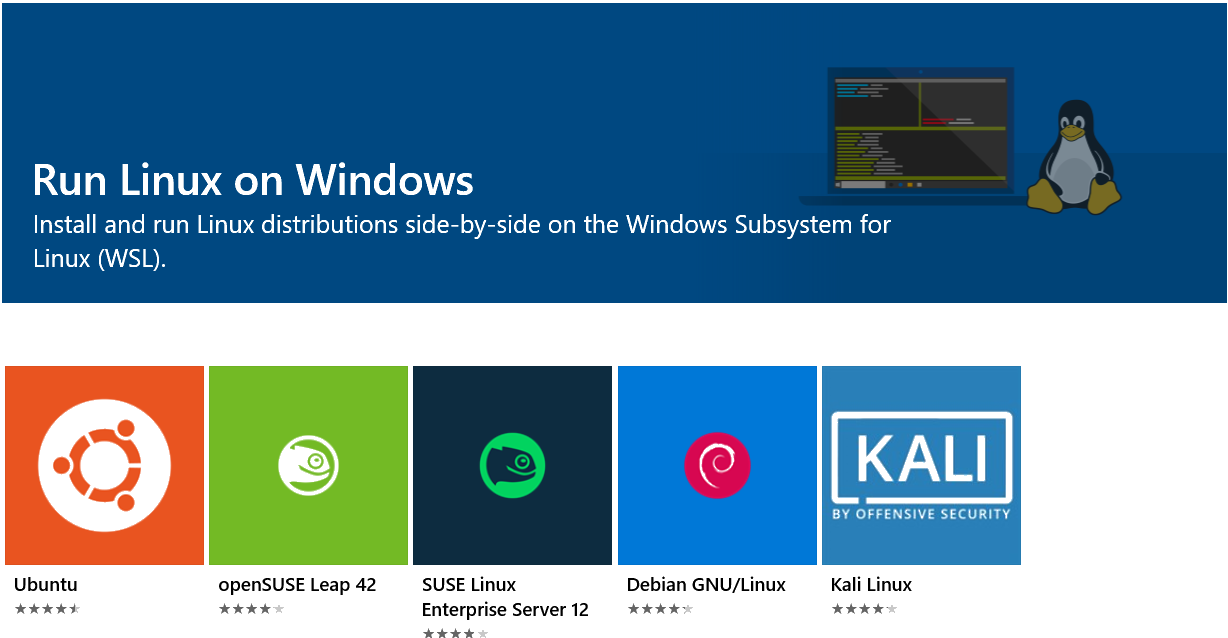 Run Linux on Windows
Install and run Linux distributions side-by-side on the Windows Subsystem for
Linux (WSL).
KALI
BY OFFENSIVE SECURITY
Ubuntu
openSUSE Leap 42
SUSE Linux
Enterprise Server 12
Debian GNU/Linux
Kali Linux